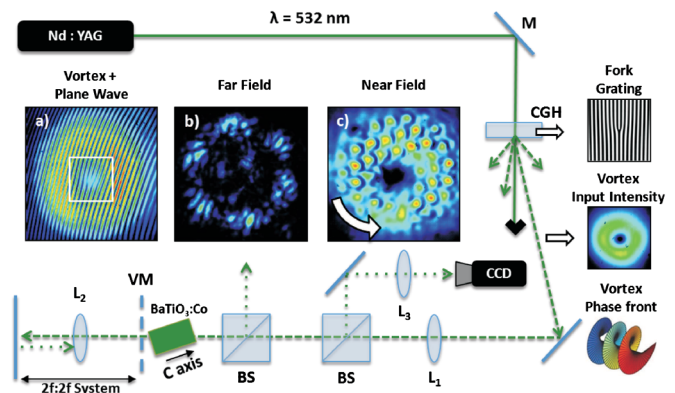 λ = 532 nm
Nd : YAG
M
Vortex +
Plane Wave
Far Field
Near Field
CGH
Fork
Grating
a)
b)
c)
Vortex
Input Intensity
Vortex
Phase front
CCD
L3
L2
VM
BaTiO3:Co
C axis
BS
BS
L1
2f:2f System